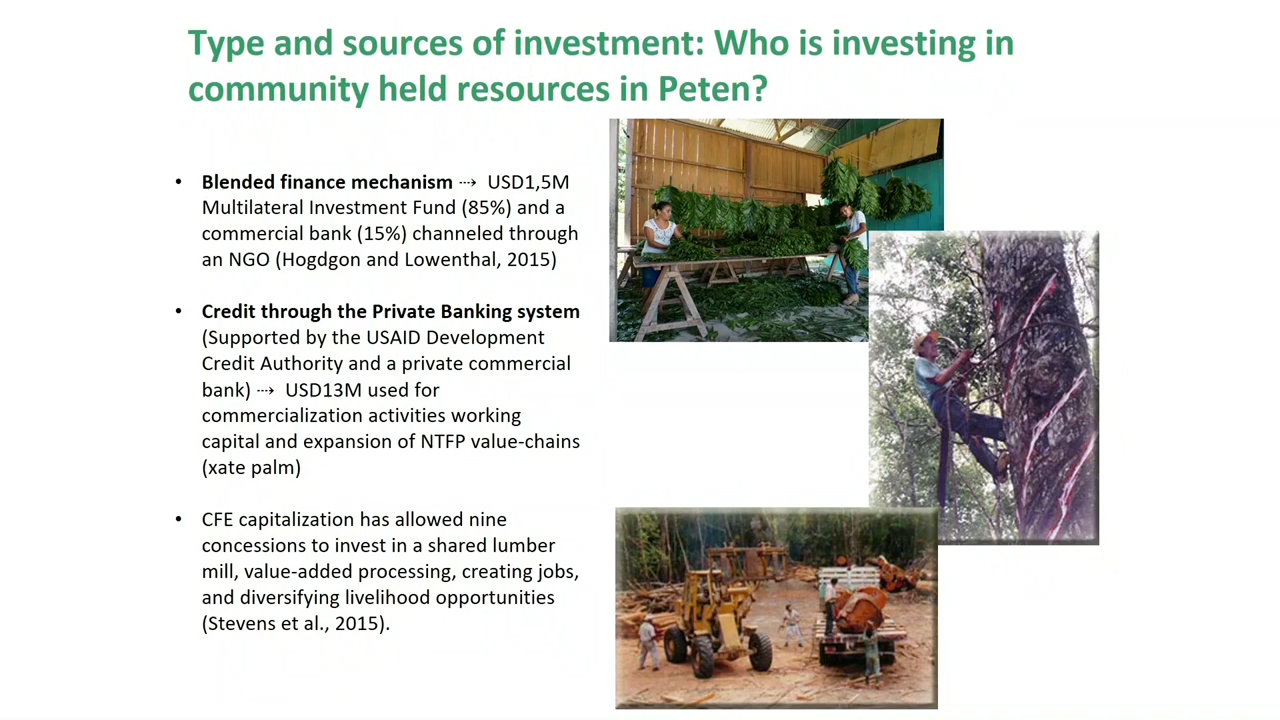 Type and sources of investment: Who is investing in
community held resources in Peten?
• Blended finance mechanism ⇢ USD1,5M
Multilateral Investment Fund (85%) and a
commercial bank (15%) channeled through
an NGO (Hogdgon and Lowenthal, 2015)
• Credit through the Private Banking system
(Supported by the USAID Development
Credit Authority and a private commercial
bank) ⇢ USD13M used for
commercialization activities working
capital and expansion of NTFP value-chains
(xate palm)
• CFE capitalization has allowed nine
concessions to invest in a shared lumber
mill, value-added processing, creating jobs,
and diversifying livelihood opportunities
(Stevens et al., 2015).